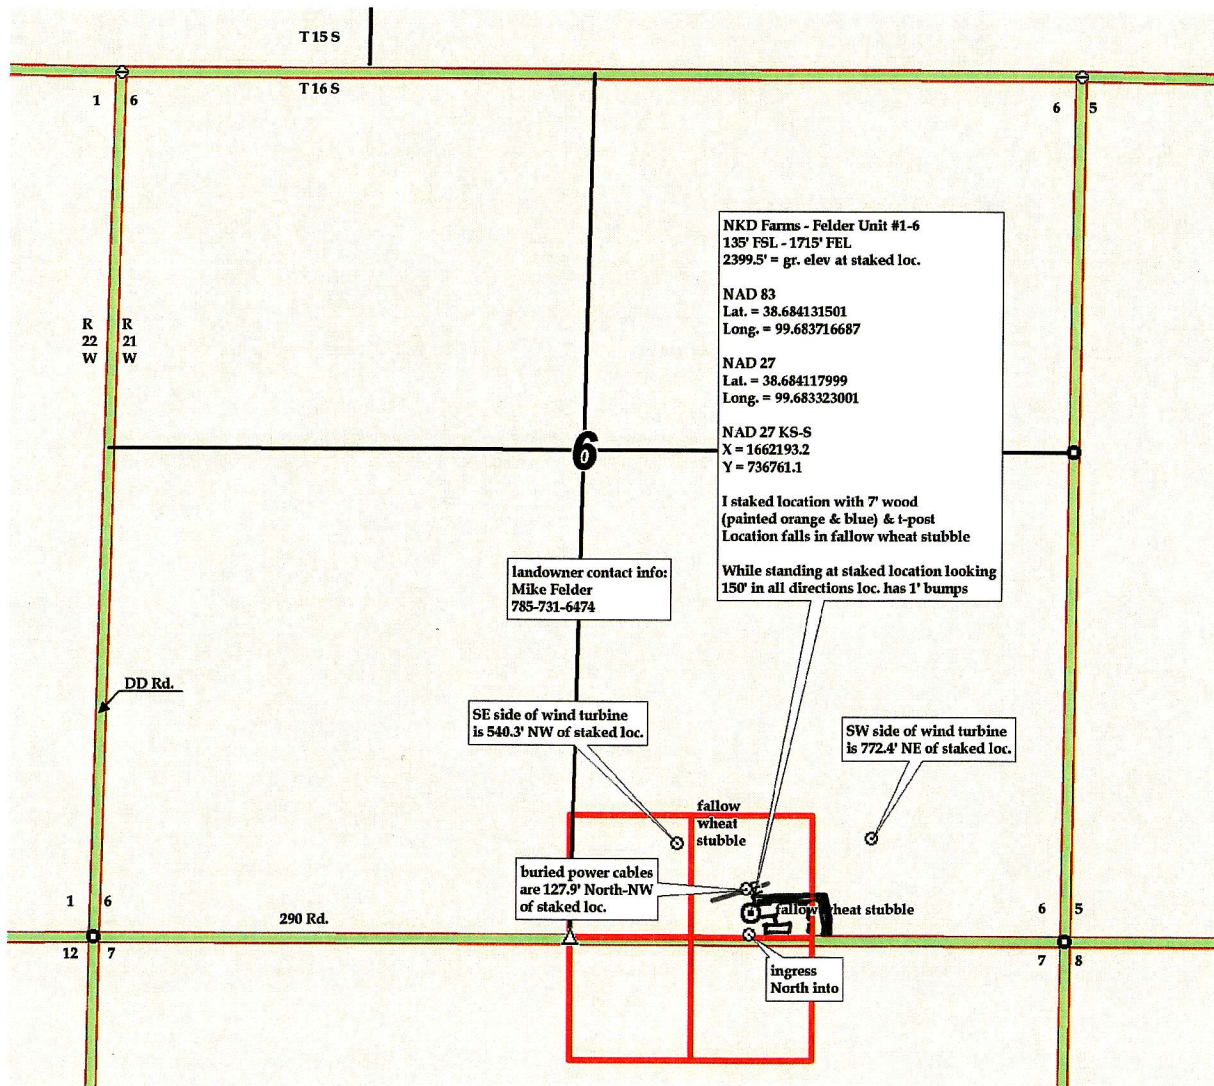 T 15 S
T 16 S
1 6
6 5
NKD Farms - Felder Unit #1-6
135' FSL - 1715' FEL
2399.5' = gr. elev at staked loc.
NAD 83
Lat. = 38.684131501
Long. = 99.683716687
NAD 27
Lat. = 38.684117999
Long. = 99.683323001
NAD 27 KS-S
X = 1662193.2
Y = 736761.1
I staked location with 7' wood
(painted orange & blue) & t-post
Location falls in fallow wheat stubble
While standing at staked location looking
150' in all directions loc. has 1' bumps
R R
22 21
W W
6
landowner contact info:
Mike Felder
785-731-6474
DD Rd.
SE side of wind turbine
is 540.3' NW of staked loc.
SW side of wind turbine
is 772.4' NE of staked loc.
fallow
wheat
stubble
buried power cables
are 127.9' North-NW
of staked loc.
fallow wheat stubble
1 6
290 Rd.
6 5
12 7
7 8
ingress
North into